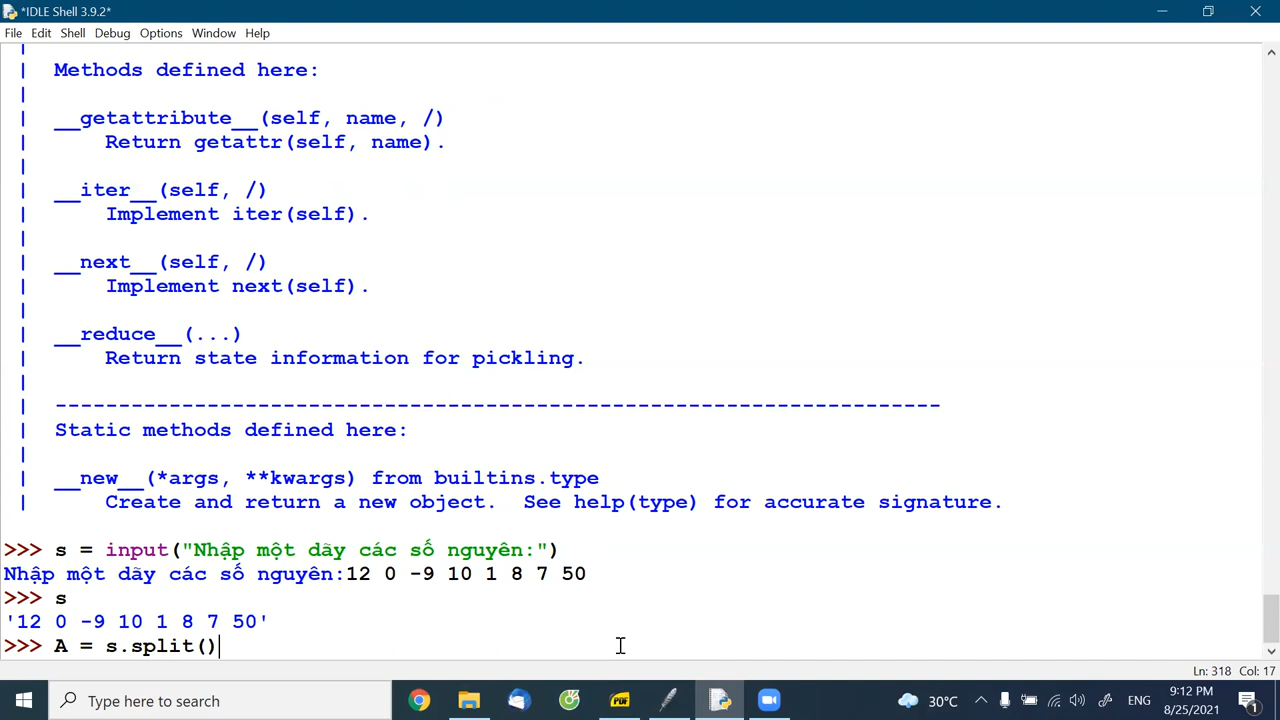 *IDLE Shell 3.9.2*
File Edit Shell Debug Options Window Help
|
| Methods defined here:
|
| __getattribute__(self, name, /)
| Return getattr(self, name).
|
| __iter__(self, /)
| Implement iter(self).
|
| __next__(self, /)
| Implement next(self).
|
| __reduce__(...)
| Return state information for pickling.
|
| ----------------------------------------------------------------------
| Static methods defined here:
|
| __new__(*args, **kwargs) from builtins.type
| Create and return a new object.  See help(type) for accurate signature.
>>> s = input("Nhập một dãy các số nguyên:")
Nhập một dãy các số nguyên:12 0 -9 10 1 8 7 50
>>> s
'12 0 -9 10 1 8 7 50'
>>> A = s.split()
Ln: 318 Col: 17
Type here to search
PDF
30°C
ENG
9:12 PM
8/25/2021
1